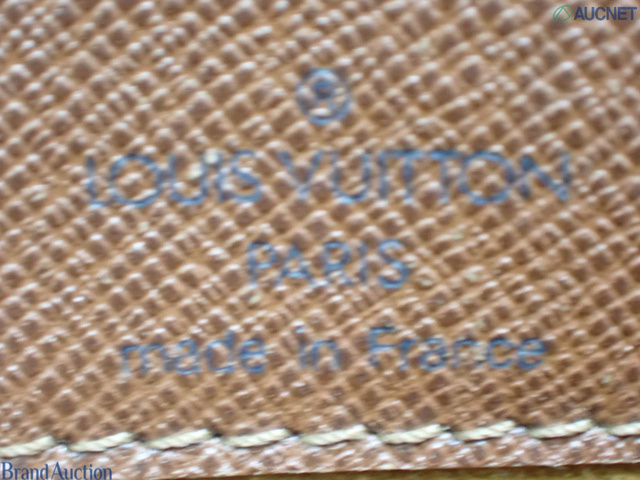 AUCNET
®
LOUIS VUITTON
PARIS
made in France
Brand Auction